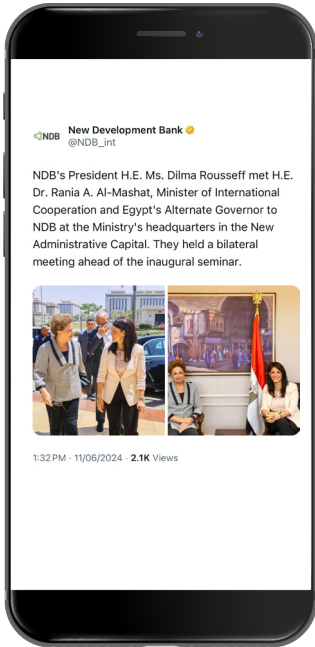 NDB
New Development Bank
@NDB_int
NDB's President H.E. Ms. Dilma Rousseff met H.E.
Dr. Rania A. Al-Mashat, Minister of International
Cooperation and Egypt's Alternate Governor to
NDB at the Ministry's headquarters in the New
Administrative Capital. They held a bilateral
meeting ahead of the inaugural seminar.
1:32 PM · 11/06/2024 · 2.1K Views